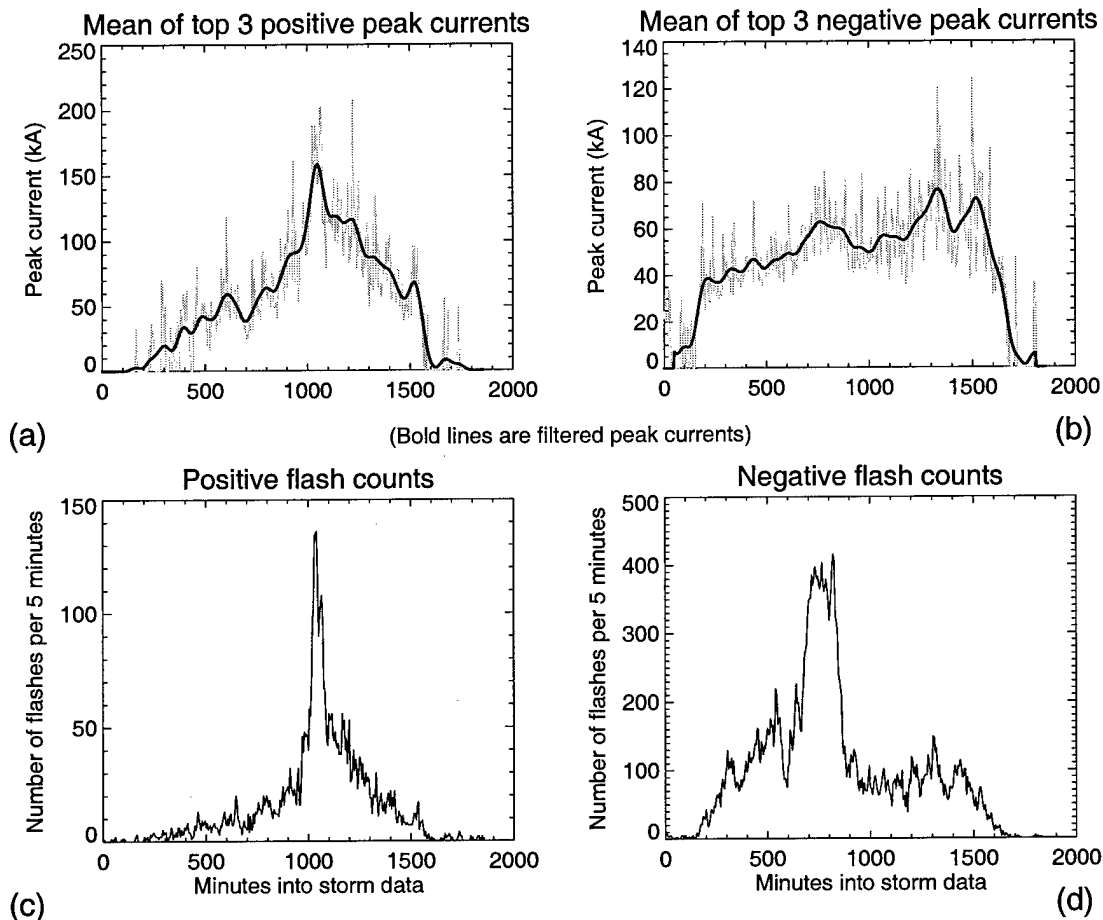 Mean of top 3 positive peak currents
Mean of top 3 negative peak currents
Peak current (kA)
250
200
150
100
50
0
0 500 1000 1500 2000
(a)
Peak current (kA)
140
120
100
80
60
40
20
0
0 500 1000 1500 2000
(b)
(Bold lines are filtered peak currents)
Positive flash counts
Negative flash counts
Number of flashes per 5 minutes
150
100
50
0
0 500 1000 1500 2000
Minutes into storm data
(c)
Number of flashes per 5 minutes
500
400
300
200
100
0
0 500 1000 1500 2000
Minutes into storm data
(d)